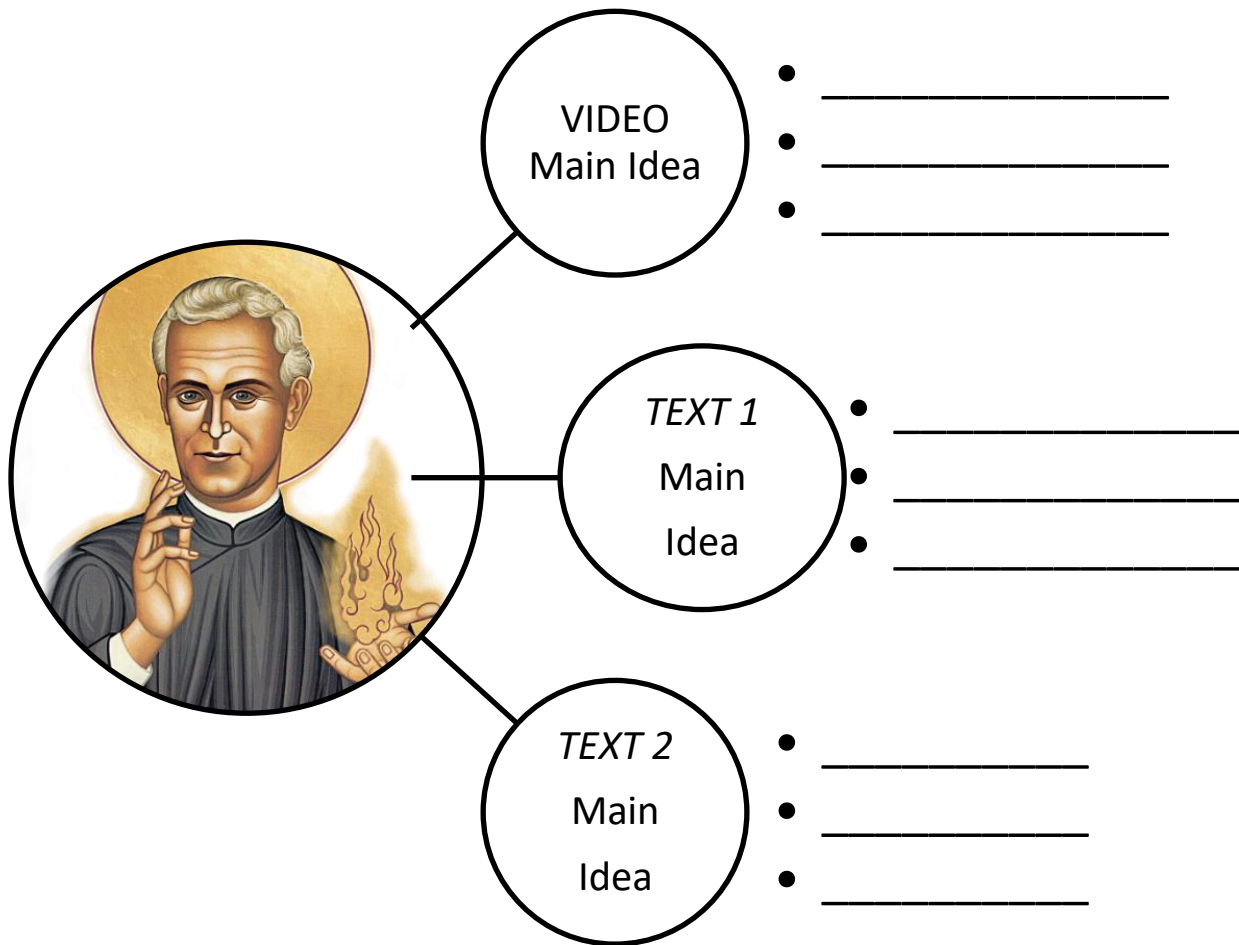 VIDEO
Main Idea
TEXT 1
Main
Idea
TEXT 2
Main
Idea